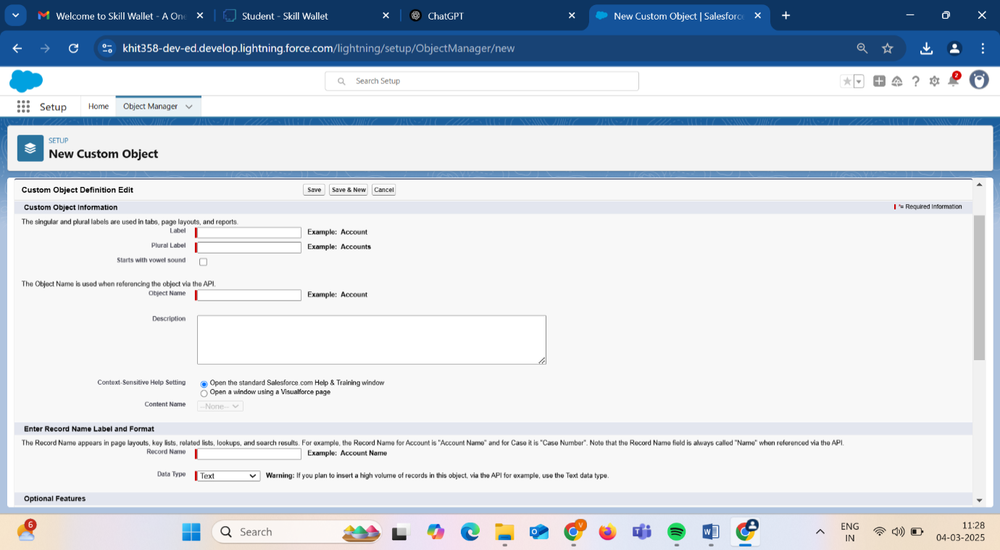 Welcome to Skill Wallet - A One
Student - Skill Wallet
ChatGPT
New Custom Object | Salesforce
khit358-dev-ed.develop.lightning.force.com/lightning/setup/ObjectManager/new
Search Setup
2
Setup
Home
Object Manager
SETUP
New Custom Object
Custom Object Definition Edit
Save
Save & New
Cancel
Custom Object Information
= Required Information
The singular and plural labels are used in tabs, page layouts, and reports.
Label
Example: Account
Plural Label
Example: Accounts
Starts with vowel sound
The Object Name is used when referencing the object via the API.
Object Name
Example: Account
Description
Context-Sensitive Help Setting
Open the standard Salesforce.com Help & Training window
Open a window using a Visualforce page
Content Name
--None--
Enter Record Name Label and Format
The Record Name appears in page layouts, key lists, related lists, lookups, and search results. For example, the Record Name for Account is "Account Name" and for Case it is "Case Number". Note that the Record Name field is always called "Name" when referenced via the API.
Record Name
Example: Account Name
Data Type
Text
Warning: If you plan to insert a high volume of records in this object, via the API for example, use the Text data type.
Optional Features
6
Search
V
ENG
IN
11:28
04-03-2025